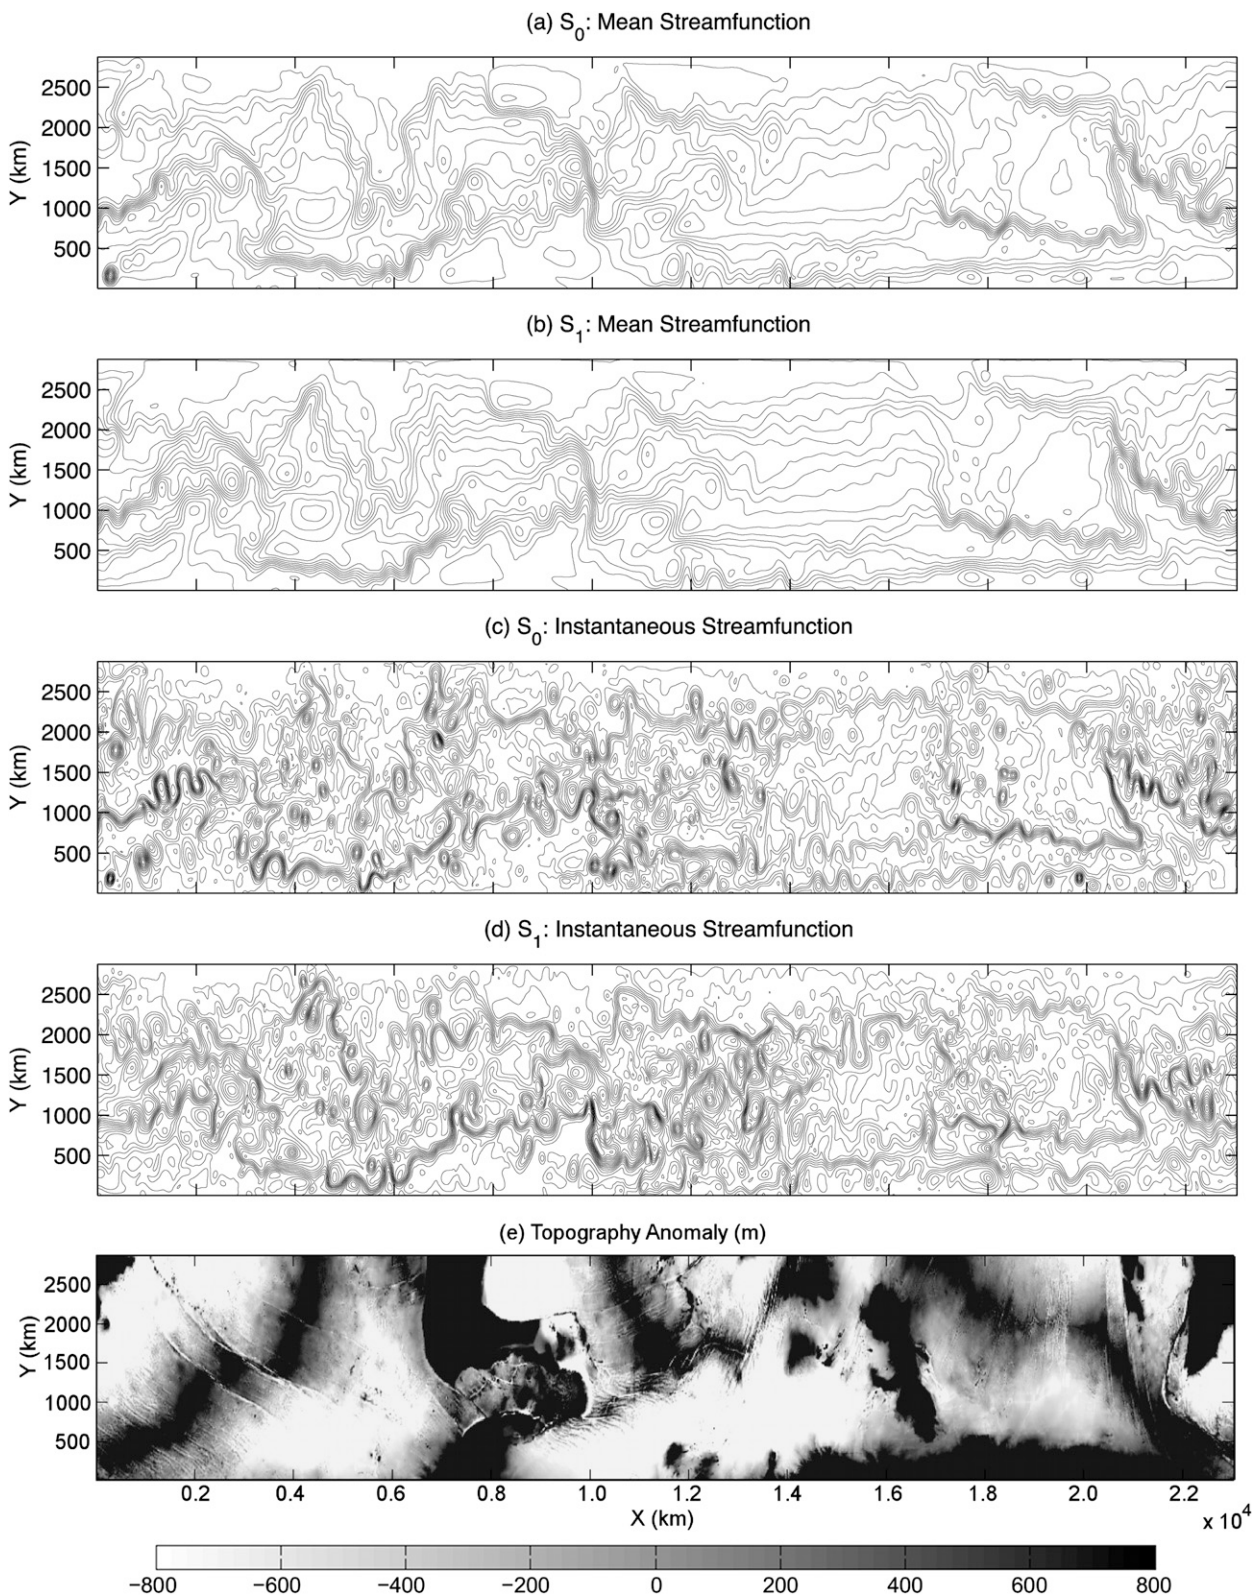 (a) S0: Mean Streamfunction
2500
2000
1500
1000
500
Y (km)
(b) S1: Mean Streamfunction
2500
2000
1500
1000
500
Y (km)
(c) S0: Instantaneous Streamfunction
2500
2000
1500
1000
500
Y (km)
(d) S1: Instantaneous Streamfunction
2500
2000
1500
1000
500
Y (km)
(e) Topography Anomaly (m)
2500
2000
1500
1000
500
Y (km)
0.2 0.4 0.6 0.8 1.0 1.2 1.4 1.6 1.8 2.0 2.2
X (km)
x 10^4
−800 −600 −400 −200 0 200 400 600 800